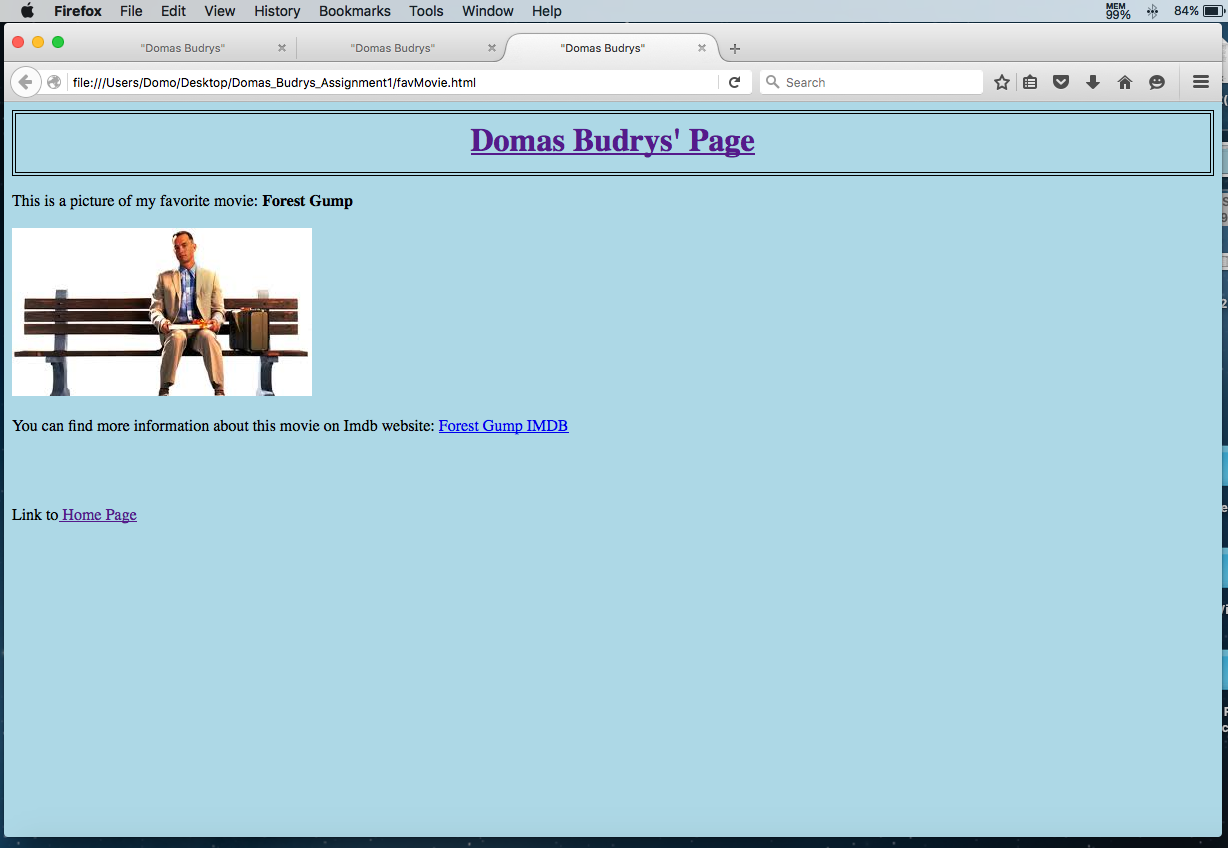 Firefox File Edit View History Bookmarks Tools Window Help MEM 99% 84%
"Domas Budrys" "Domas Budrys" "Domas Budrys"
file:///Users/Domo/Desktop/Domas_Budrys_Assignment1/favMovie.html Search
Domas Budrys' Page
This is a picture of my favorite movie: Forest Gump
You can find more information about this movie on Imdb website: Forest Gump IMDB
Link to Home Page